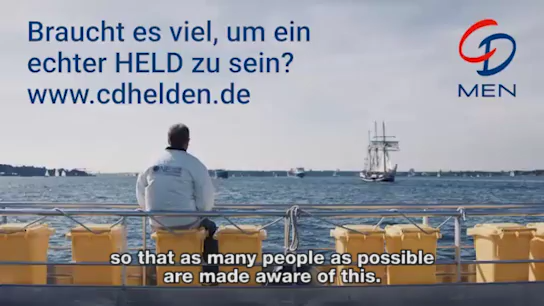 Braucht es viel, um ein
echter HELD zu sein?
www.cdhelden.de
CD
MEN
so that as many people as possible
are made aware of this.